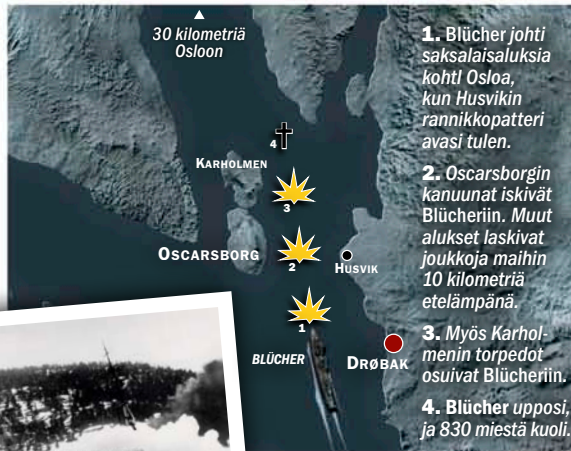 30 kilometriä
Osloon
4
KARHOLMEN
3
OSCARSBORG
2
HUSVIK
1
BLÜCHER
DRØBAK
1. Blücher johti
saksalaisaluksia
kohtI Osloa,
kun Husvikin
rannikkopatteri
avasi tulen.
2. Oscarsborgin
kanuunat iskivät
Blücheriin. Muut
alukset laskivat
joukkoja maihin
10 kilometriä
etelämpänä.
3. Myös Karhol-
menin torpedot
osuivat Blücheriin.
4. Blücher upposi,
ja 830 miestä kuoli.